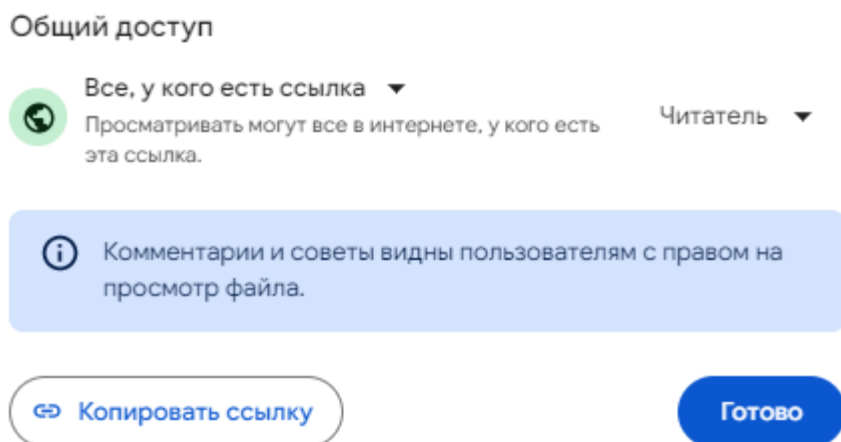 Общий доступ
Все, у кого есть ссылка
Читатель
Просматривать могут все в интернете, у кого есть
эта ссылка.
Комментарии и советы видны пользователям с правом на
просмотр файла.
Копировать ссылку
Готово